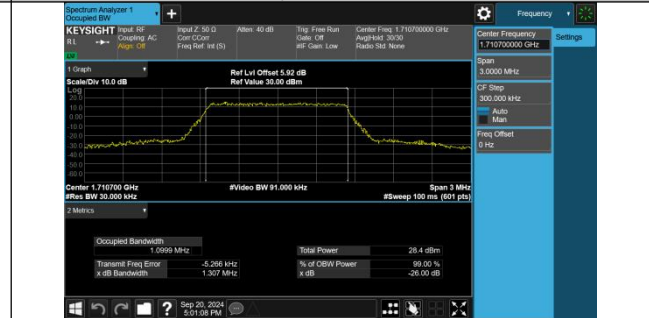 Spectrum Analyzer 1
Occupied BW
Frequency
KEYSIGHT
Input: RF
Input Z: 50 Ω
Atten: 40 dB
Trig: Free Run
Center Freq: 1.710700000 GHz
RL
Coupling: AC
Corr CCorr
Gate: Off
Avg|Hold: 30/30
Align: Off
Freq Ref: Int (S)
#IF Gain: Low
Radio Std: None
Center Frequency
1.710700000 GHz
Settings
Span
3.0000 MHz
CF Step
300.000 kHz
Auto
Man
Freq Offset
0 Hz
1 Graph
Ref Lvl Offset 5.92 dB
Scale/Div 10.0 dB
Ref Value 30.00 dBm
Log
20.0
10.0
0.00
-10.0
-20.0
-30.0
-40.0
-50.0
-60.0
Center 1.710700 GHz
#Video BW 91.000 kHz
Span 3 MHz
#Res BW 30.000 kHz
#Sweep 100 ms (601 pts)
2 Metrics
Occupied Bandwidth
1.0999 MHz
Total Power
28.4 dBm
Transmit Freq Error
-5.266 kHz
% of OBW Power
99.00 %
x dB Bandwidth
1.307 MHz
x dB
-26.00 dB
Sep 20, 2024
5:01:08 PM